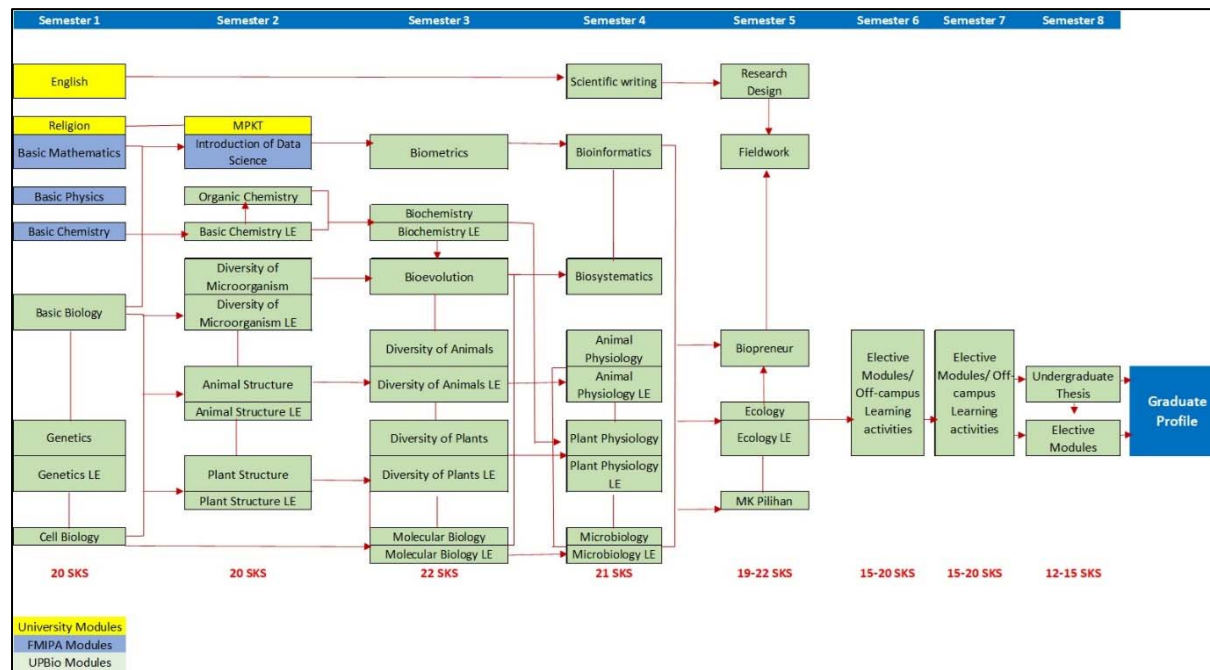 Semester 1
Semester 2
Semester 3
Semester 4
Semester 5
Semester 6
Semester 7
Semester 8
English
Scientific writing
Research
Design
Religion
MPKT
Basic Mathematics
Introduction of Data
Science
Biometrics
Bioinformatics
Fieldwork
Basic Physics
Organic Chemistry
Basic Chemistry
Basic Chemistry LE
Biochemistry
Biochemistry LE
Diversity of
Microorganism
Bioevolution
Biosystematics
Basic Biology
Diversity of
Microorganism LE
Diversity of Animals
Animal
Physiology
Biopreneur
Animal Structure
Animal Structure LE
Diversity of Animals LE
Animal
Physiology LE
Elective
Modules/
Off-campus
Learning
activities
Elective
Modules/ Off-
campus
Learning
activities
Undergraduate
Thesis
Elective
Modules
Graduate
Profile
Genetics
Genetics LE
Plant Structure
Plant Structure LE
Diversity of Plants
Diversity of Plants LE
Plant Physiology
Plant Physiology
LE
Ecology
Ecology LE
MK Pilihan
Cell Biology
Molecular Biology
Molecular Biology LE
Microbiology
Microbiology LE
20 SKS
20 SKS
22 SKS
21 SKS
19-22 SKS
15-20 SKS
15-20 SKS
12-15 SKS
University Modules
FMIPA Modules
UPBio Modules